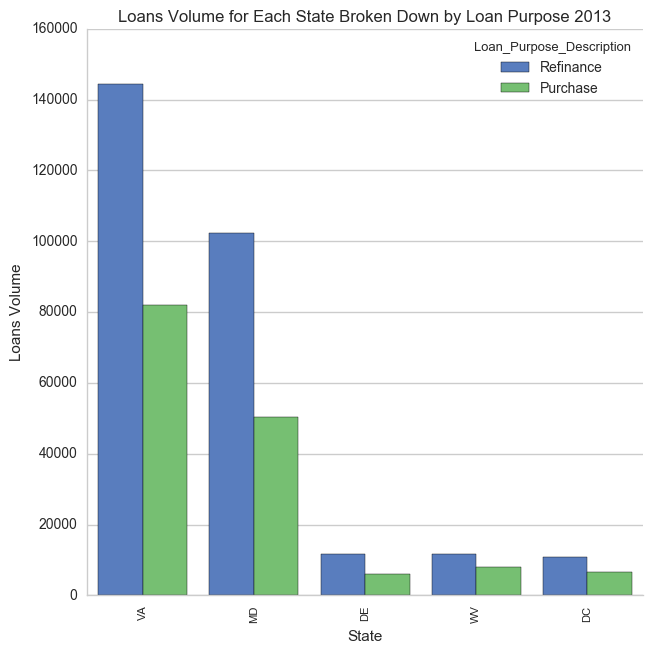 Loans Volume for Each State Broken Down by Loan Purpose 2013
160000
Loan_Purpose_Description
Refinance
Purchase
140000
120000
100000
80000
60000
40000
20000
0
Loans Volume
VA
MD
DE
WV
DC
State